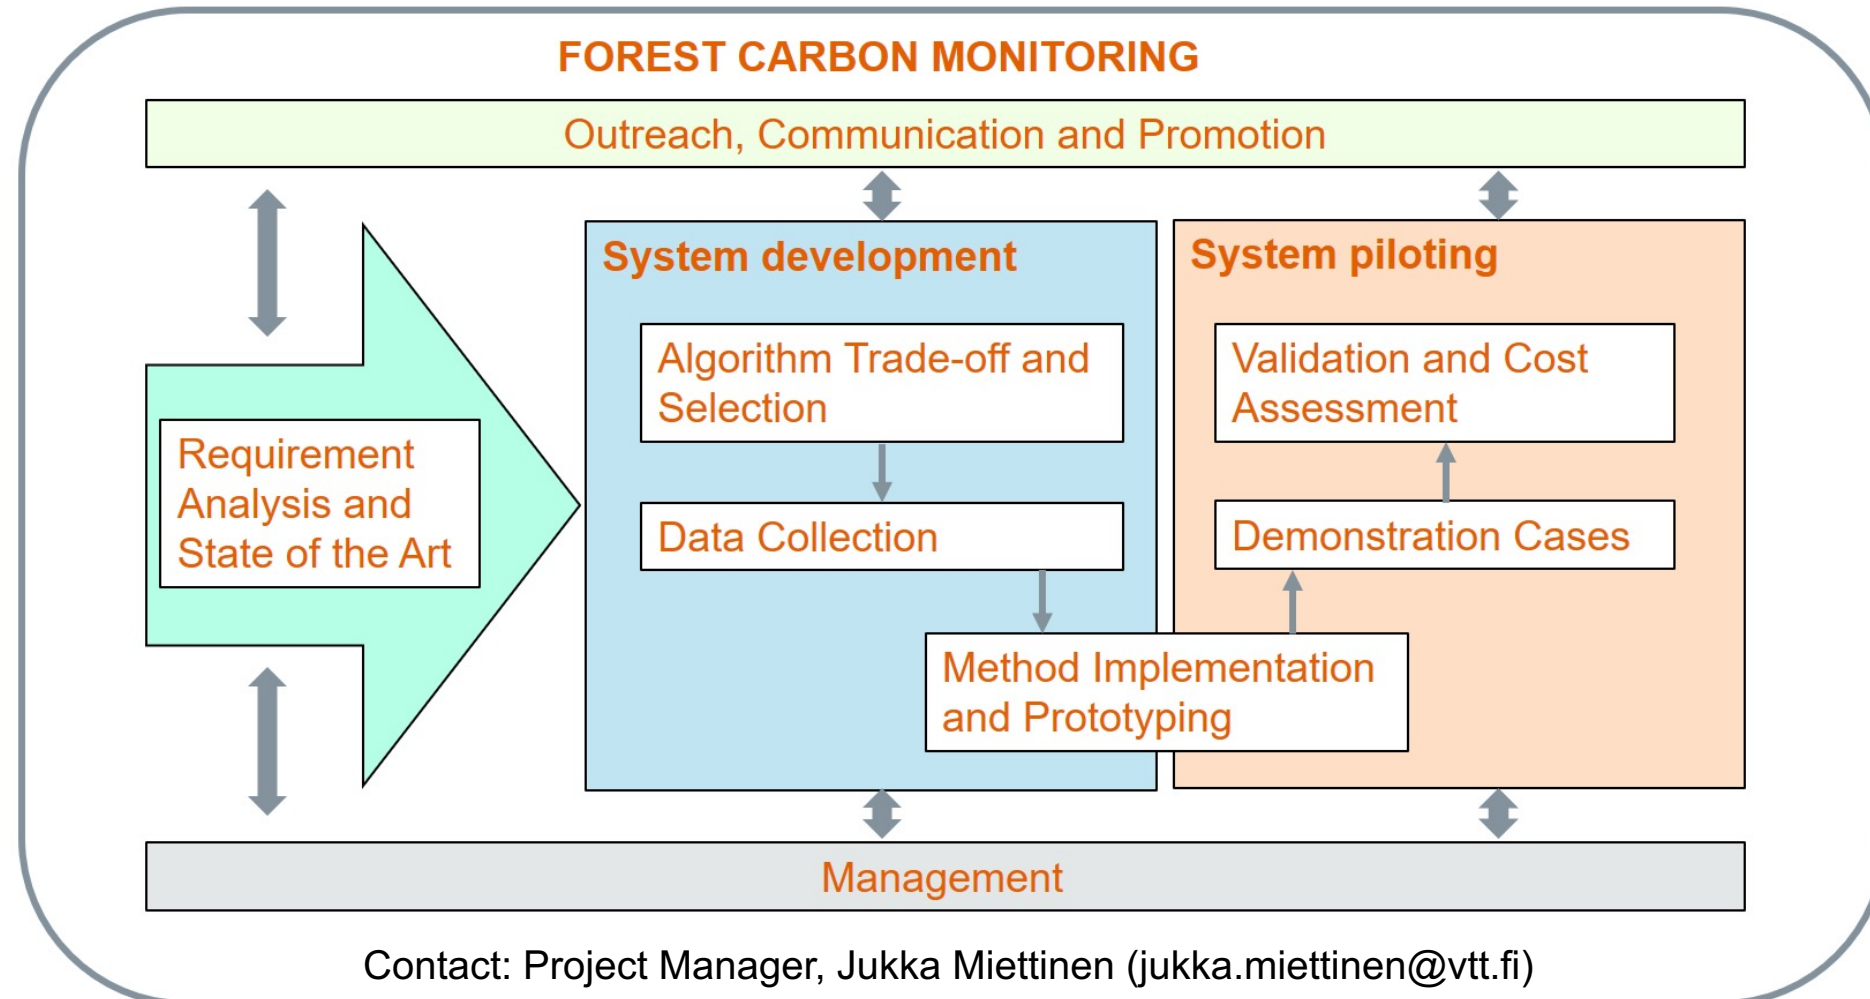 FOREST CARBON MONITORING
Outreach, Communication and Promotion
Requirement
Analysis and
State of the Art
System development
Algorithm Trade-off and
Selection
Data Collection
Method Implementation
and Prototyping
System piloting
Validation and Cost
Assessment
Demonstration Cases
Management
Contact: Project Manager, Jukka Miettinen (jukka.miettinen@vtt.fi)